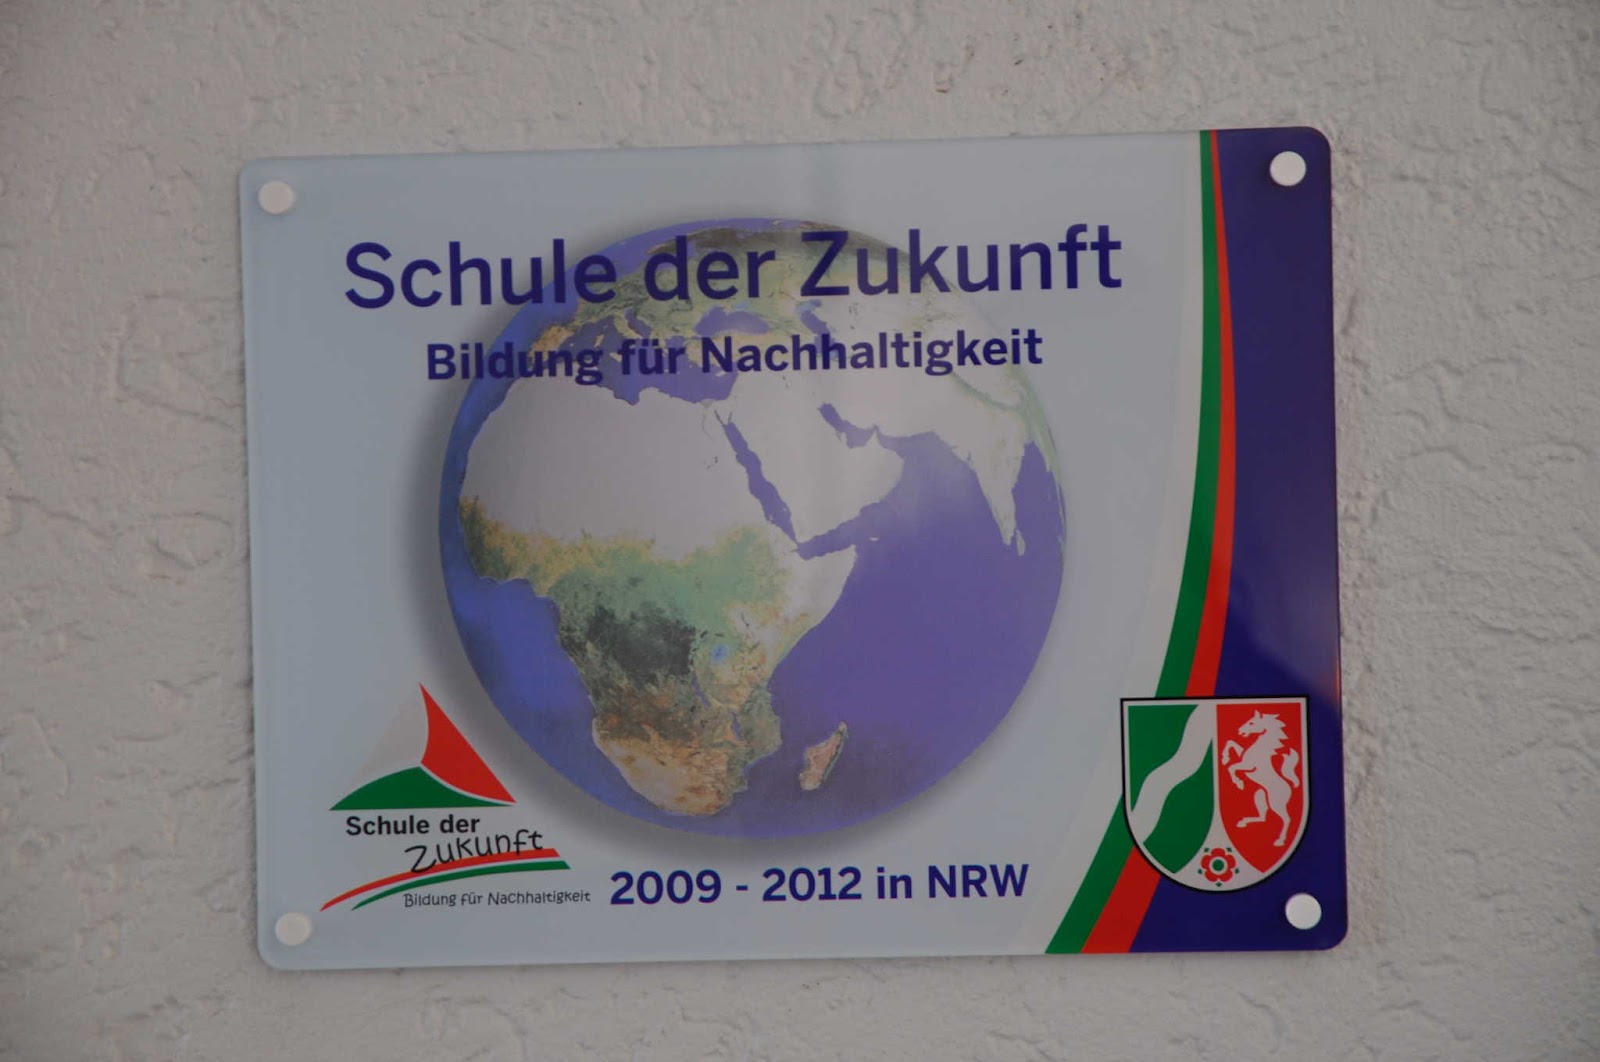 Schule der Zukunft
Bildung für Nachhaltigkeit
Schule der
Zukunft
Bildung für Nachhaltigkeit
2009 - 2012 in NRW